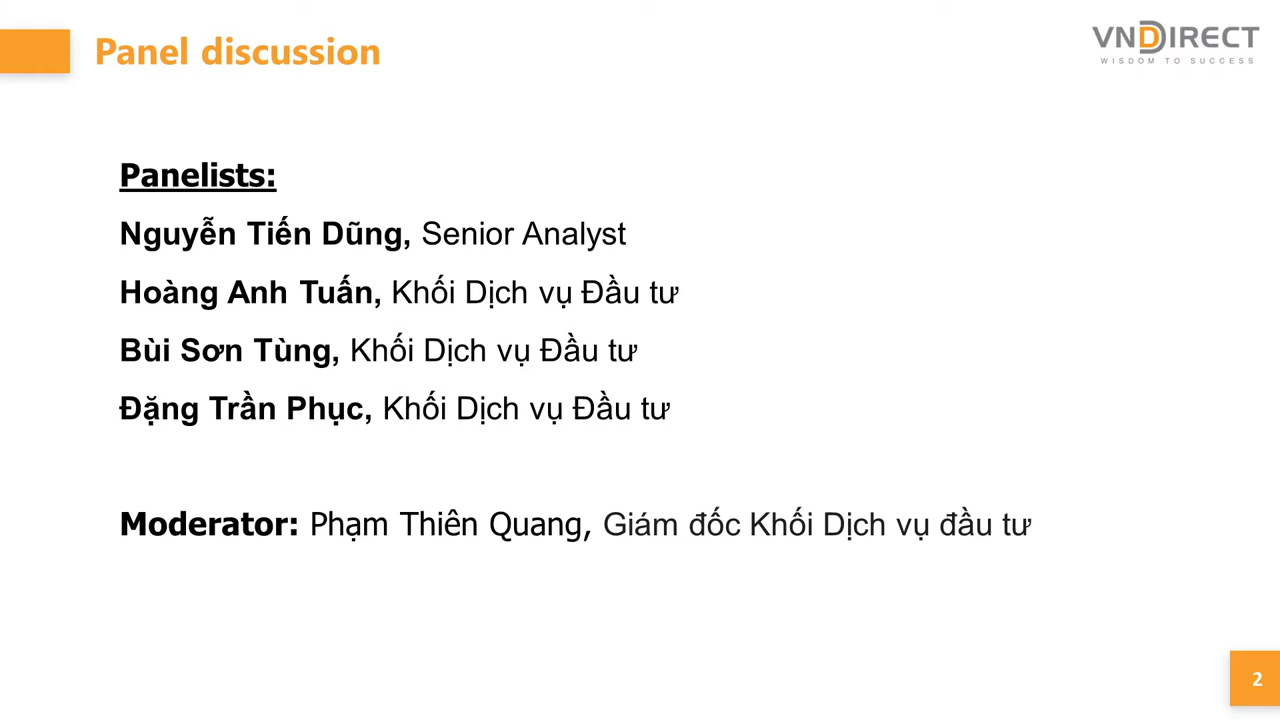 Panel discussion
VNDIRECT
WISDOM TO SUCCESS
Panelists:
Nguyễn Tiến Dũng, Senior Analyst
Hoàng Anh Tuấn, Khối Dịch vụ Đầu tư
Bùi Sơn Tùng, Khối Dịch vụ Đầu tư
Đặng Trần Phục, Khối Dịch vụ Đầu tư
Moderator: Phạm Thiên Quang, Giám đốc Khối Dịch vụ đầu tư
2